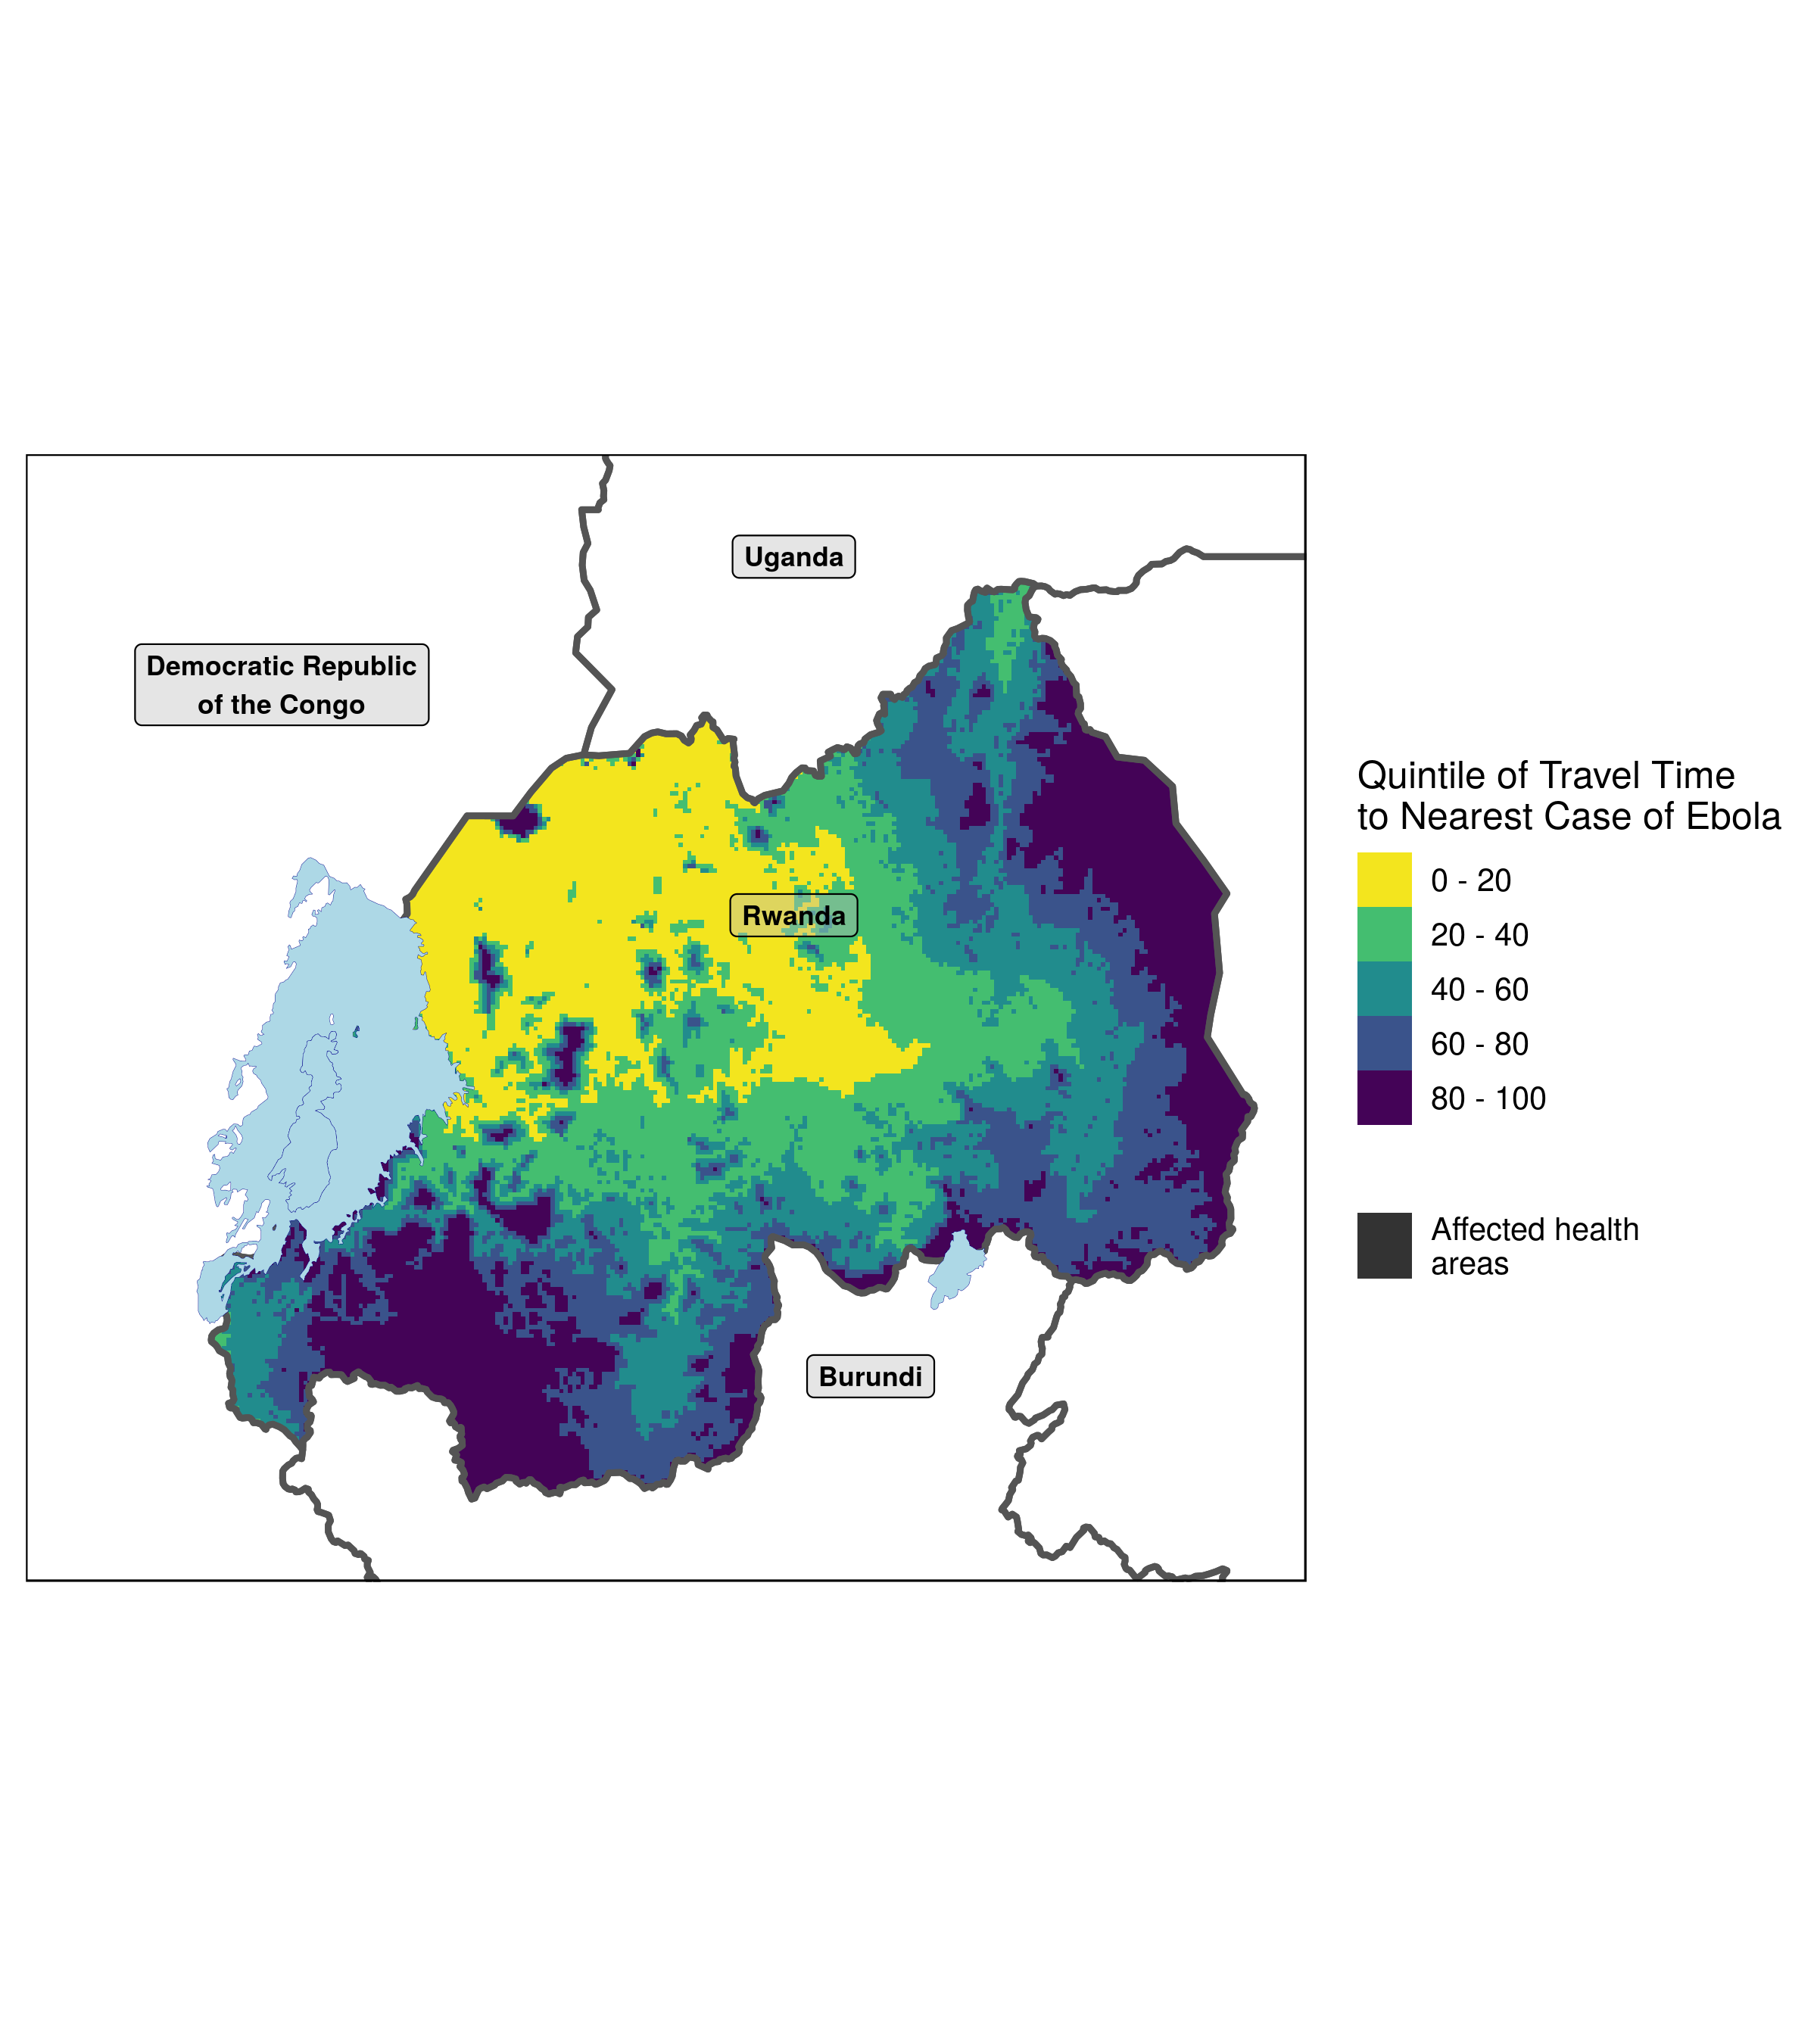 Uganda
Democratic Republic
of the Congo
Rwanda
Burundi
Quintile of Travel Time
to Nearest Case of Ebola
0 - 20
20 - 40
40 - 60
60 - 80
80 - 100
Affected health
areas